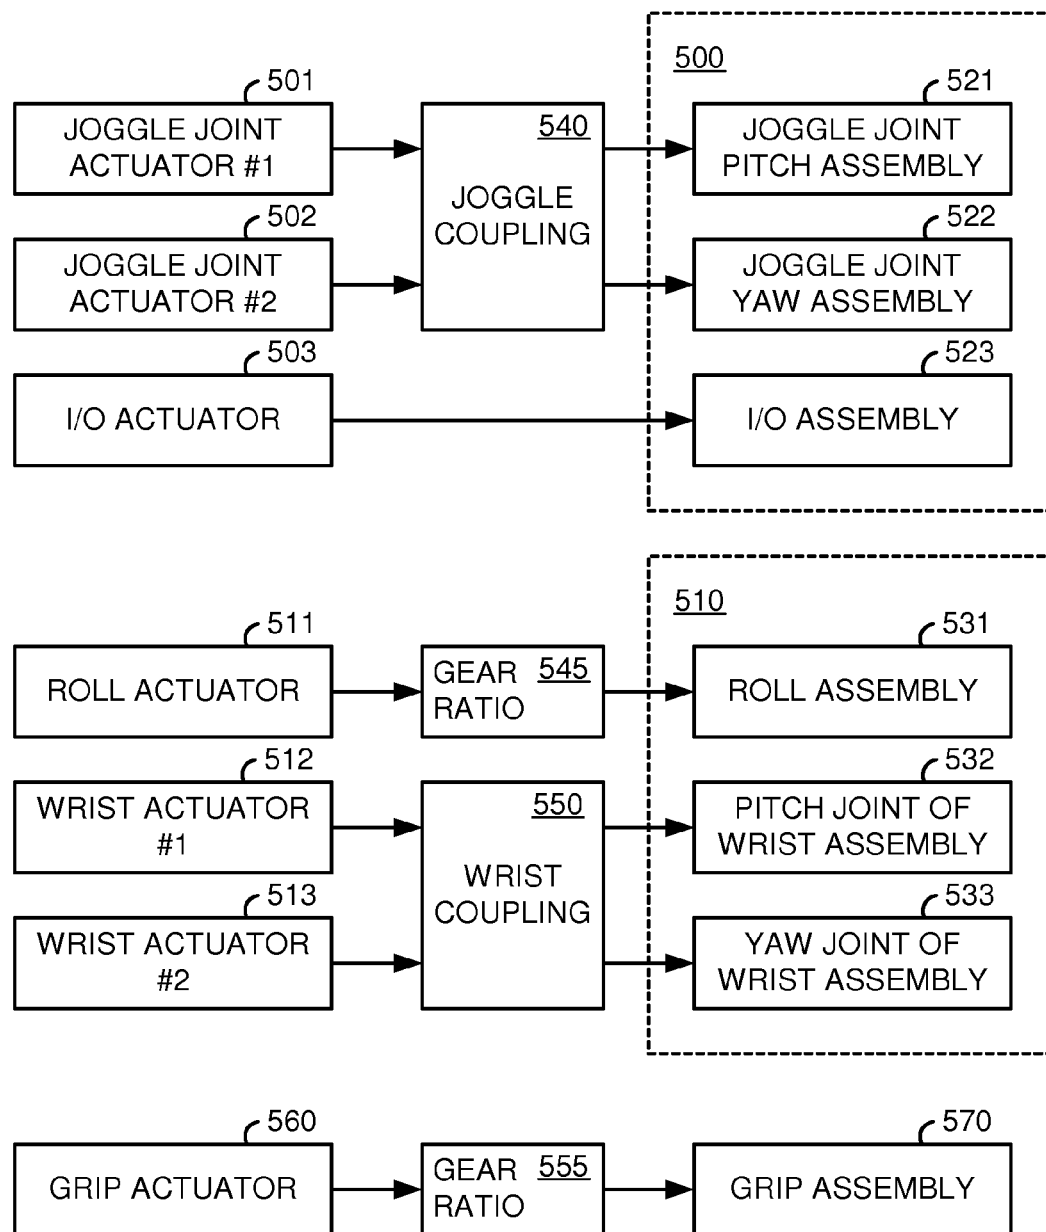 500
501
JOGGLE JOINT
ACTUATOR #1
540
JOGGLE
COUPLING
521
JOGGLE JOINT
PITCH ASSEMBLY
502
JOGGLE JOINT
ACTUATOR #2
522
JOGGLE JOINT
YAW ASSEMBLY
503
I/O ACTUATOR
523
I/O ASSEMBLY
510
511
ROLL ACTUATOR
GEAR 545
RATIO
531
ROLL ASSEMBLY
512
WRIST ACTUATOR
#1
550
WRIST
COUPLING
532
PITCH JOINT OF
WRIST ASSEMBLY
513
WRIST ACTUATOR
#2
533
YAW JOINT OF
WRIST ASSEMBLY
560
GRIP ACTUATOR
GEAR 555
RATIO
570
GRIP ASSEMBLY